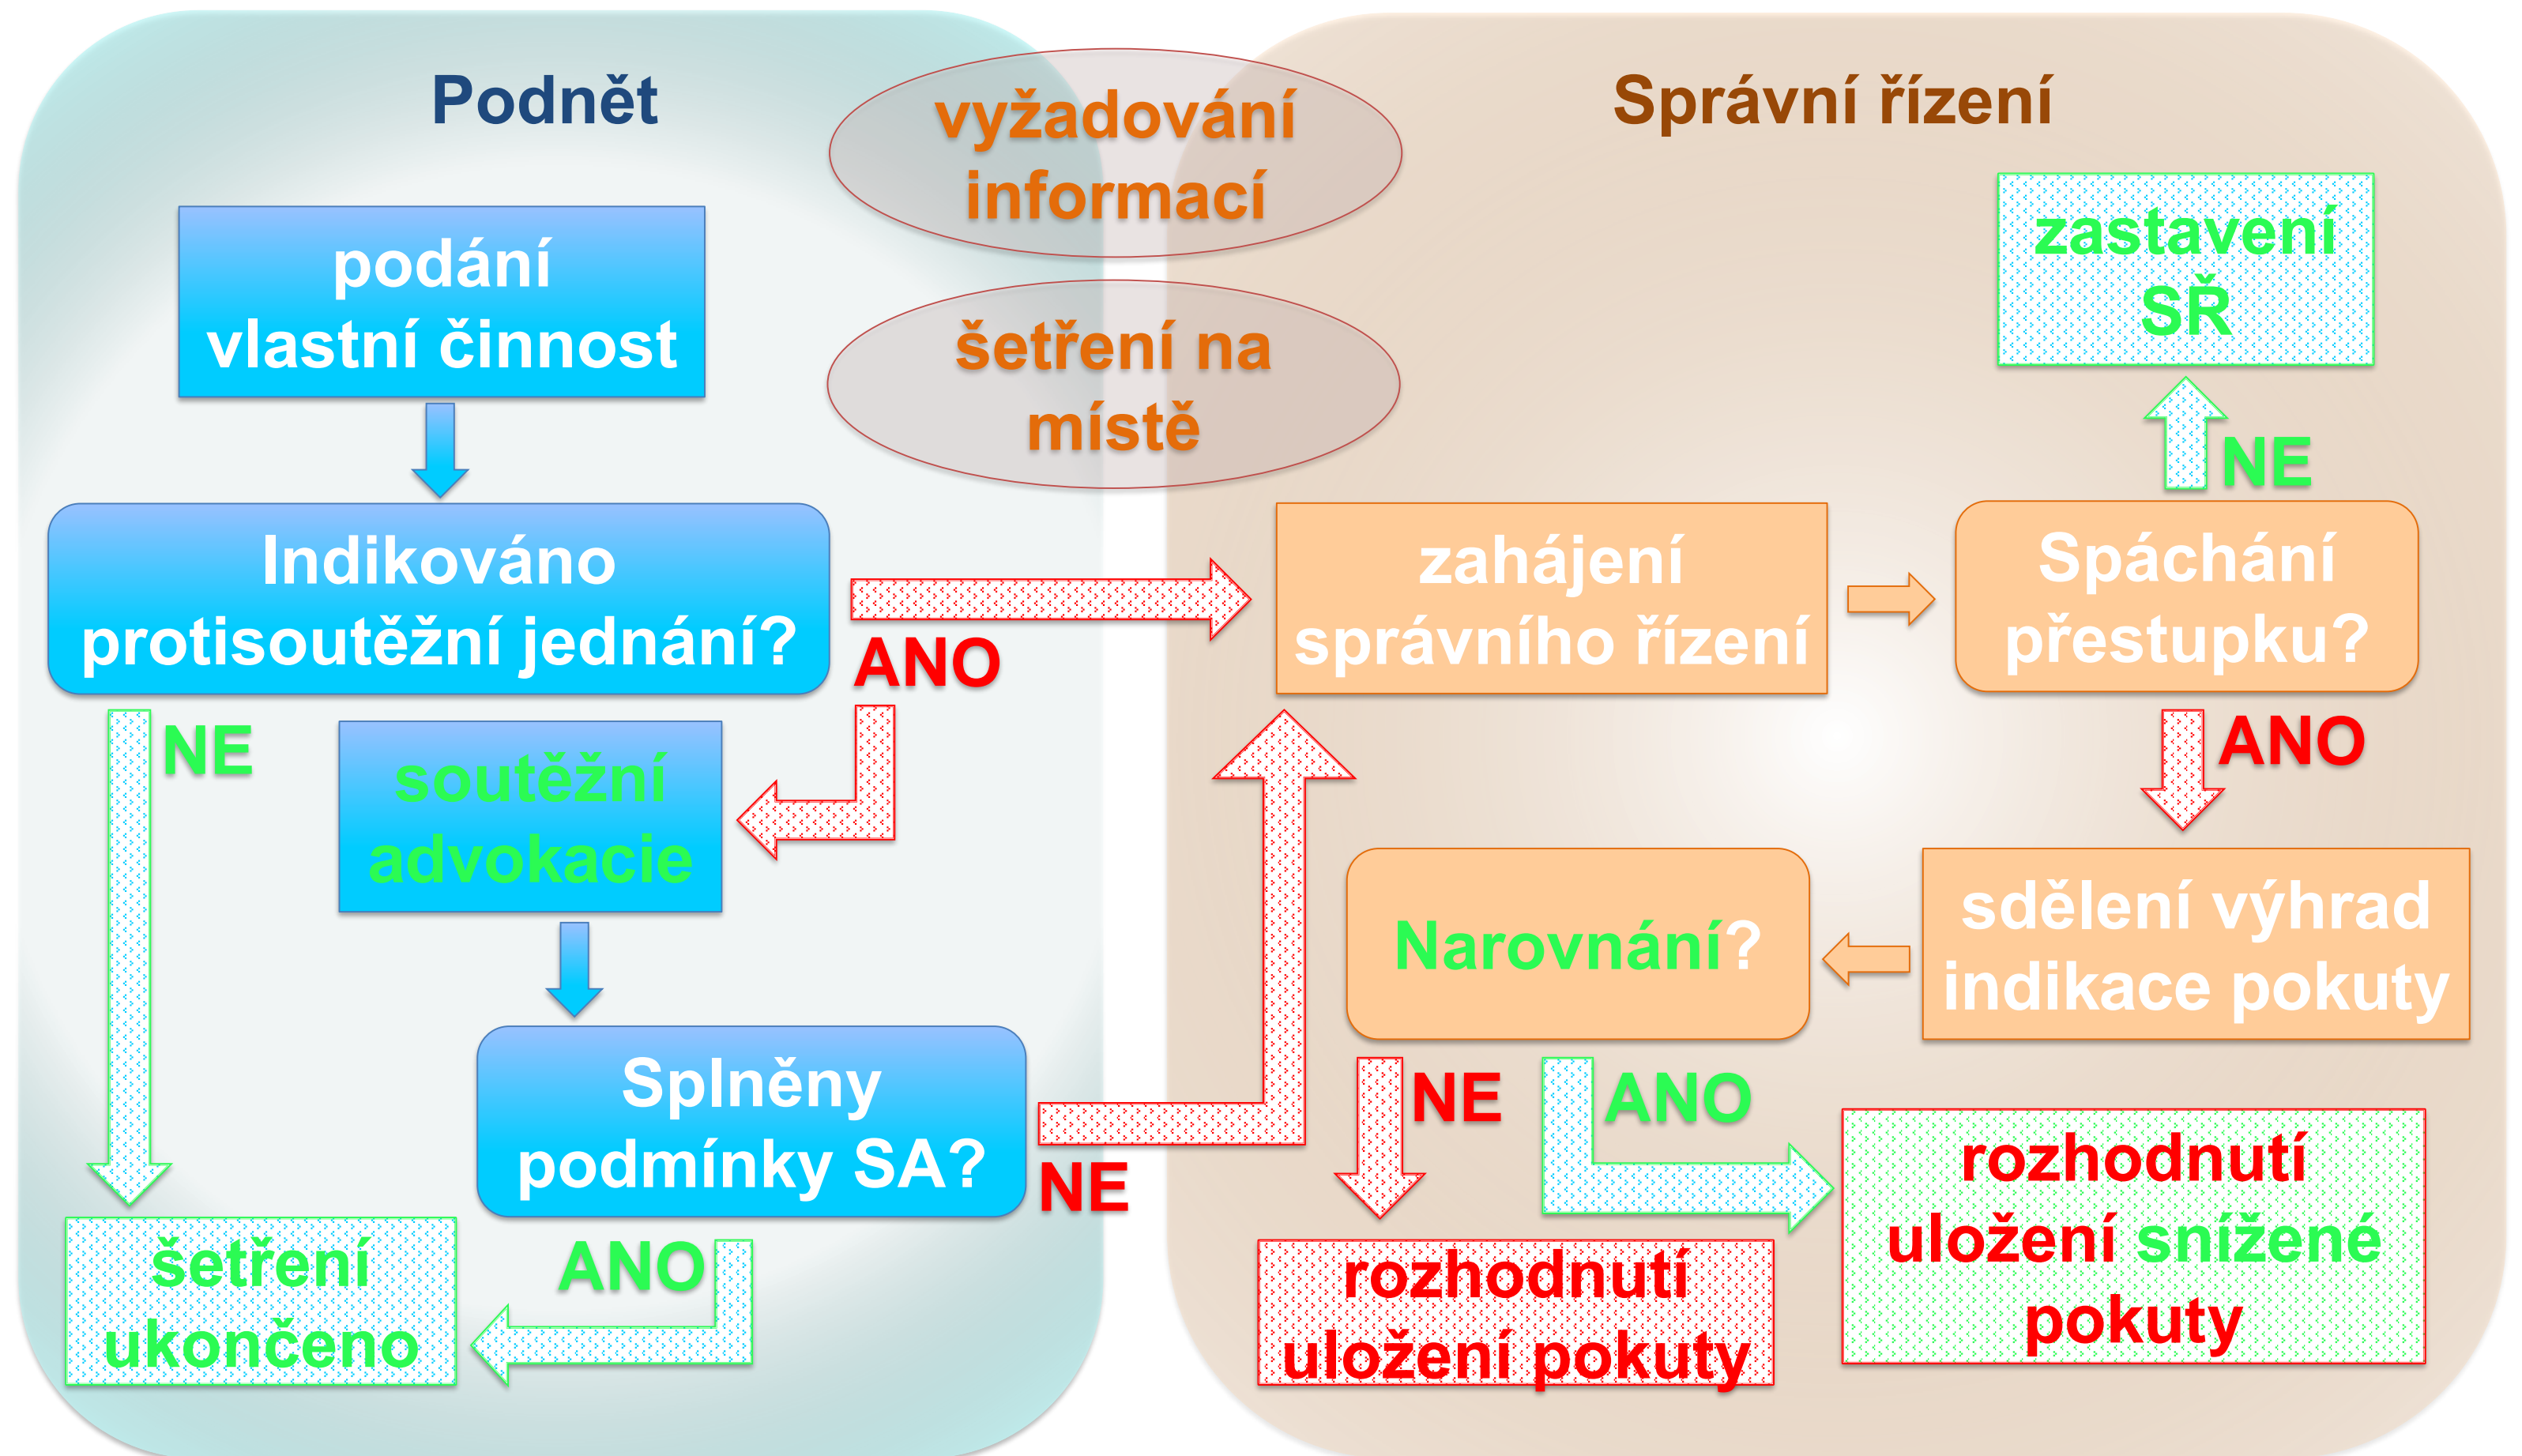 Podnět
podání
vlastní činnost
Indikováno
protisoutěžní jednání?
NE
ANO
soutěžní
advokacie
Splněny
podmínky SA?
NE
ANO
šetření
ukončeno
vyžadování
informací
šetření na
místě
Správní řízení
zahájení
správního řízení
Spáchání
přestupku?
NE
zastavení
SŘ
ANO
sdělení výhrad
indikace pokuty
Narovnání?
NE
ANO
rozhodnutí
uložení pokuty
rozhodnutí
uložení snížené
pokuty